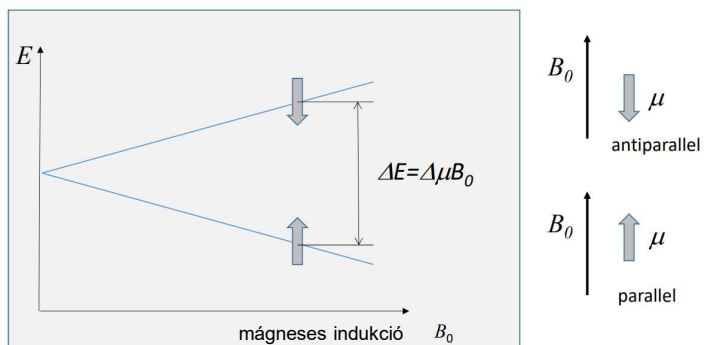 E
ΔE=ΔμB₀
mágneses indukció B₀
B₀
μ
antiparallel
B₀
μ
parallel